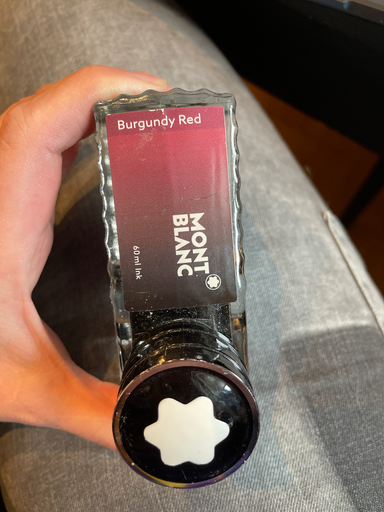 Burgundy Red
MONT
BLANC
60 ml Ink